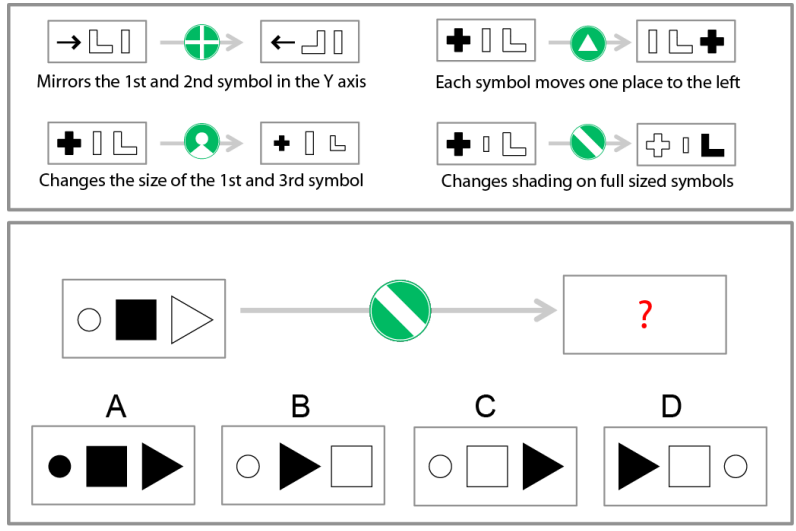 Mirrors the 1st and 2nd symbol in the Y axis
Each symbol moves one place to the left
Changes the size of the 1st and 3rd symbol
Changes shading on full sized symbols
?
A B C D